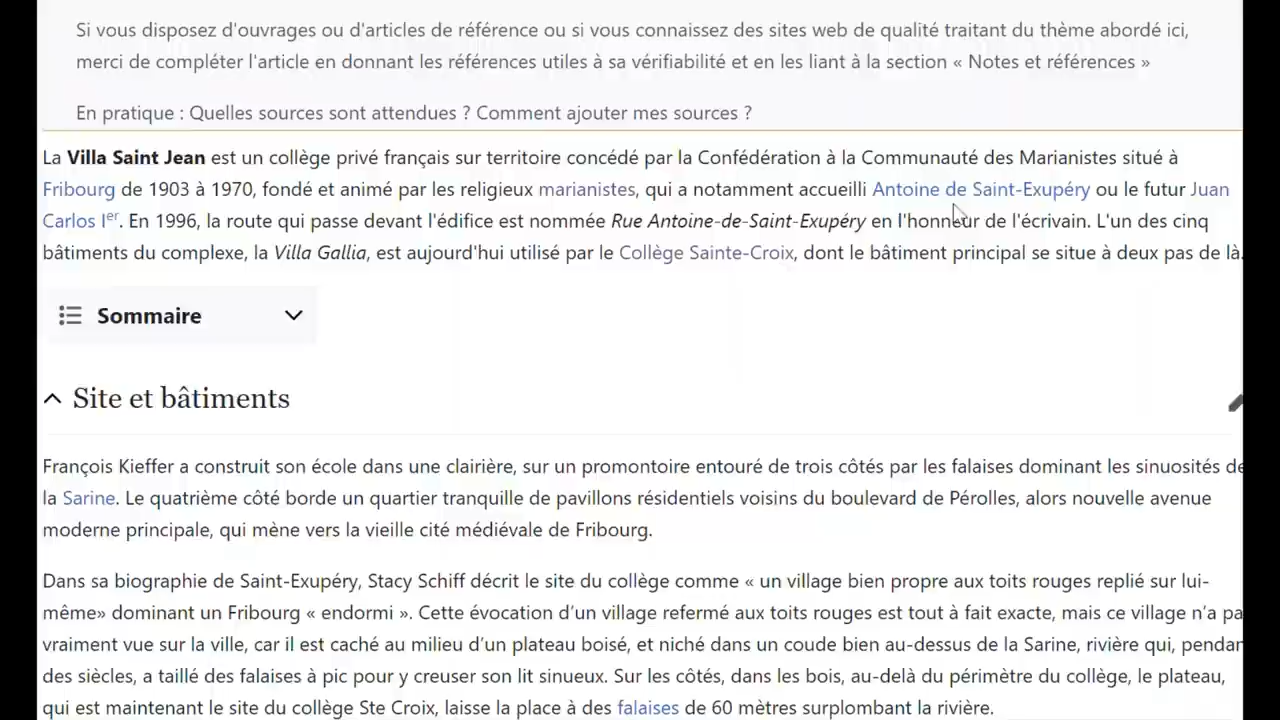 Si vous disposez d'ouvrages ou d'articles de référence ou si vous connaissez des sites web de qualité traitant du thème abordé ici,
merci de compléter l'article en donnant les références utiles à sa vérifiabilité et en les liant à la section « Notes et références »
En pratique : Quelles sources sont attendues ? Comment ajouter mes sources ?
La Villa Saint Jean est un collège privé français sur territoire concédé par la Confédération à la Communauté des Marianistes situé à
Fribourg de 1903 à 1970, fondé et animé par les religieux marianistes, qui a notamment accueilli Antoine de Saint-Exupéry ou le futur Juan
Carlos Ier. En 1996, la route qui passe devant l'édifice est nommée Rue Antoine-de-Saint-Exupéry en l'honneur de l'écrivain. L'un des cinq
bâtiments du complexe, la Villa Gallia, est aujourd'hui utilisé par le Collège Sainte-Croix, dont le bâtiment principal se situe à deux pas de là.
Sommaire
Site et bâtiments
François Kieffer a construit son école dans une clairière, sur un promontoire entouré de trois côtés par les falaises dominant les sinuosités de
la Sarine. Le quatrième côté borde un quartier tranquille de pavillons résidentiels voisins du boulevard de Pérolles, alors nouvelle avenue
moderne principale, qui mène vers la vieille cité médiévale de Fribourg.
Dans sa biographie de Saint-Exupéry, Stacy Schiff décrit le site du collège comme « un village bien propre aux toits rouges replié sur lui-
même» dominant un Fribourg « endormi ». Cette évocation d’un village refermé aux toits rouges est tout à fait exacte, mais ce village n’a pa
vraiment vue sur la ville, car il est caché au milieu d’un plateau boisé, et niché dans un coude bien au-dessus de la Sarine, rivière qui, pendan
des siècles, a taillé des falaises à pic pour y creuser son lit sinueux. Sur les côtés, dans les bois, au-delà du périmètre du collège, le plateau,
qui est maintenant le site du collège Ste Croix, laisse la place à des falaises de 60 mètres surplombant la rivière.